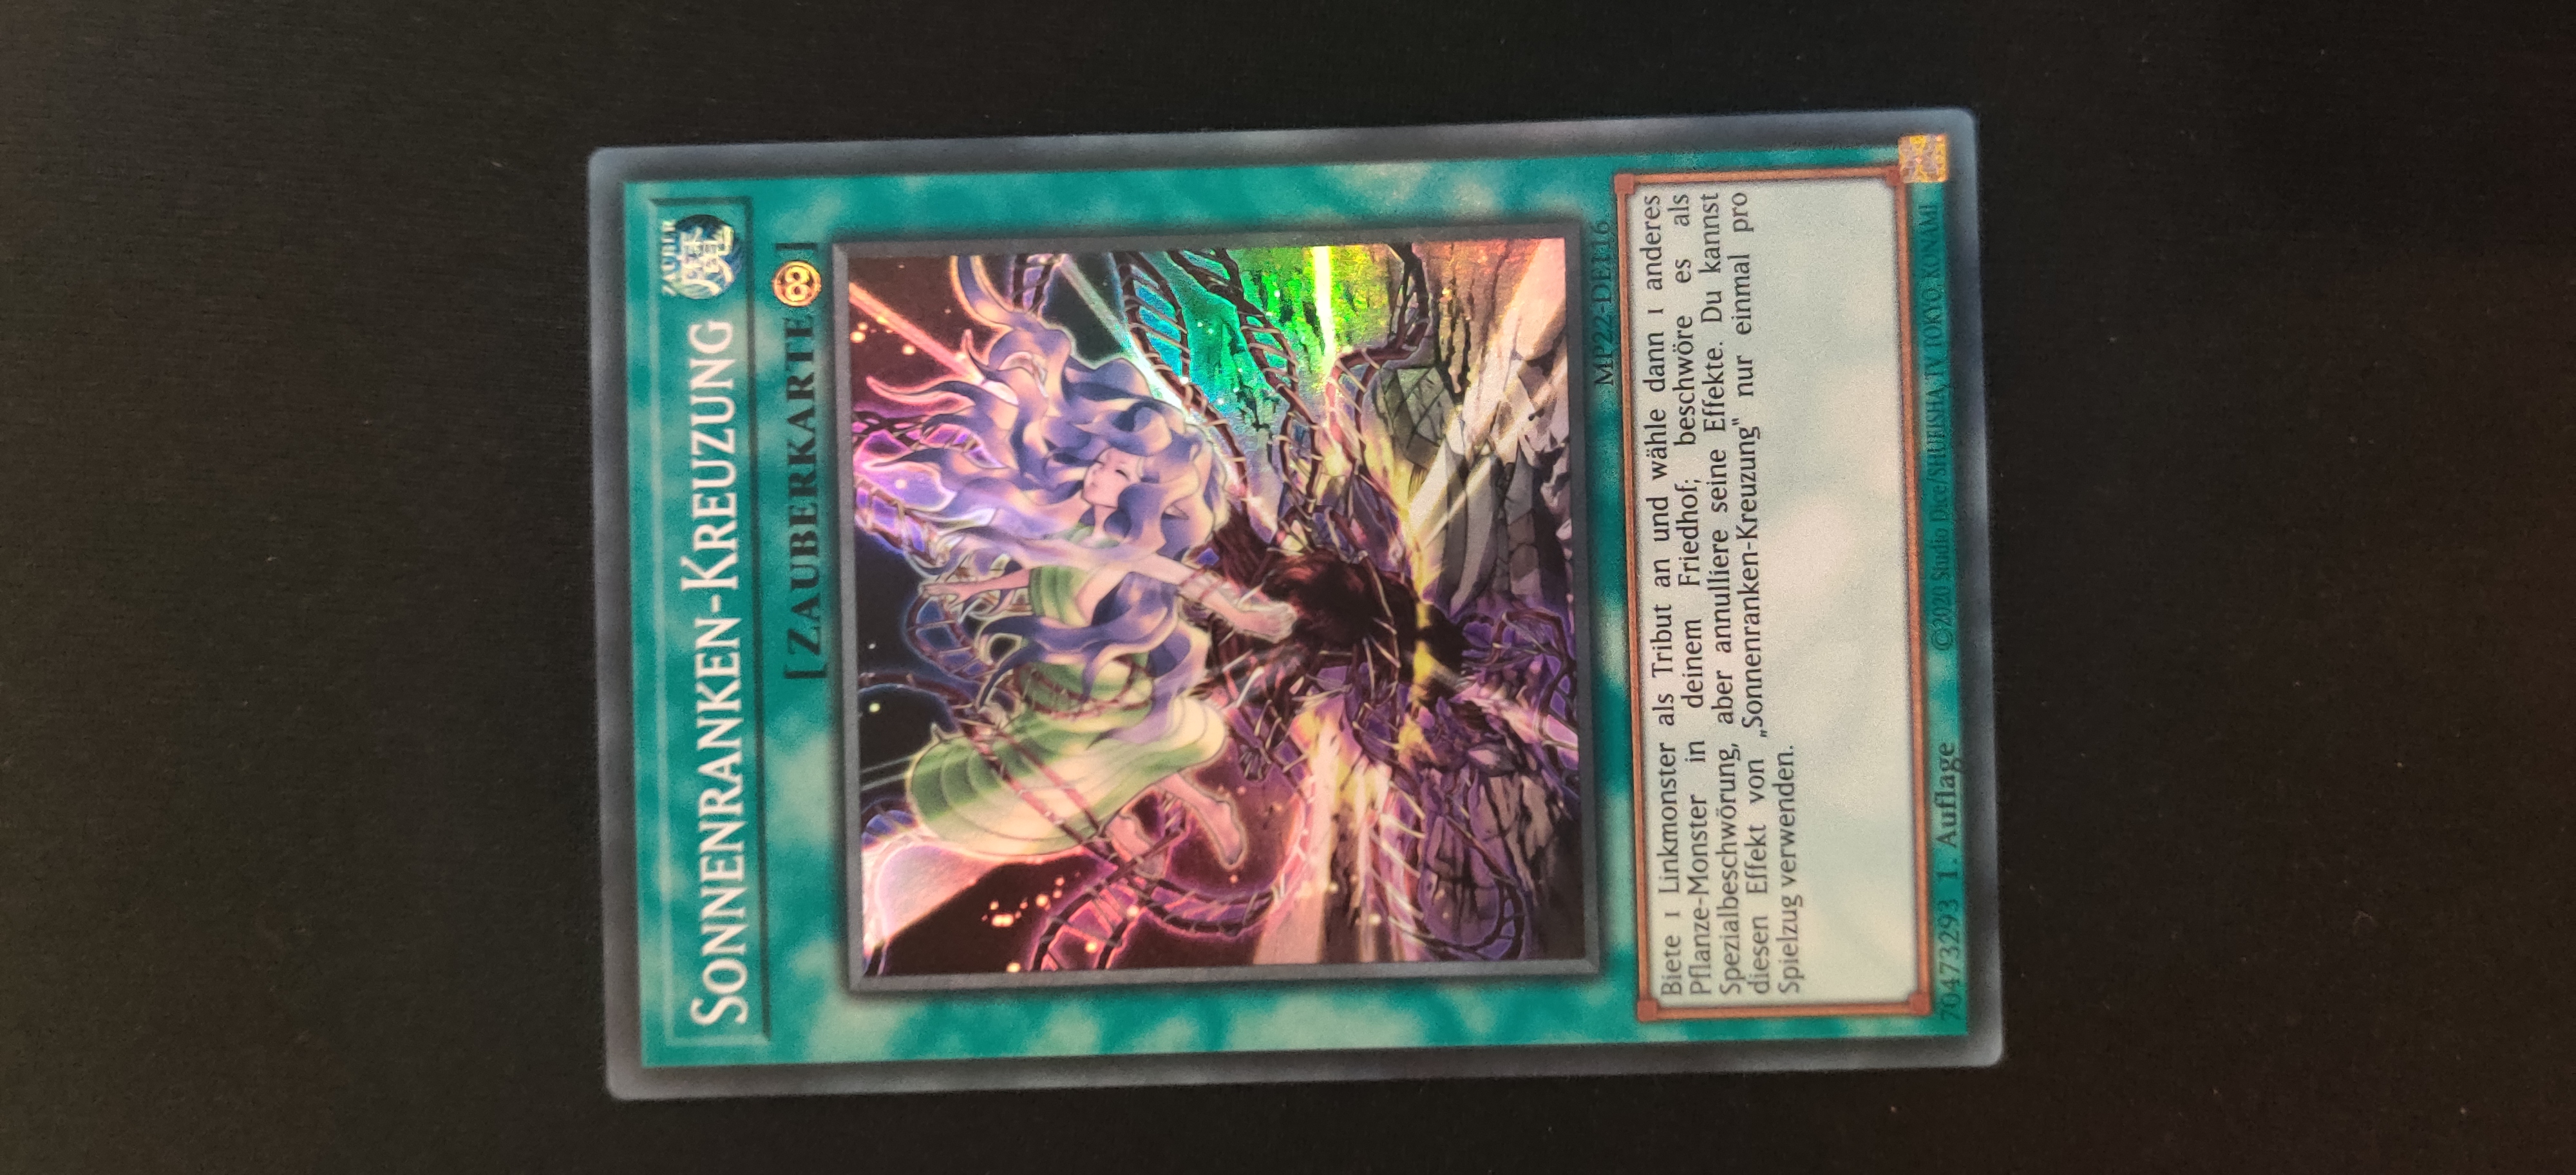 SONNENRANKEN-KREUZUNG
ZAUBER
魔
[ZAUBERKARTE]
MP22-DE116
Biete 1 Linkmonster als Tribut an und wähle dann 1 anderes
Pflanze-Monster in deinem Friedhof; beschwöre es als
Spezialbeschwörung, aber annulliere seine Effekte. Du kannst
diesen Effekt von „Sonnenranken-Kreuzung" nur einmal pro
Spielzug verwenden.
70473293 1. Auflage
©2020 Studio Dice/SHUEISHA, TV TOKYO, KONAMI